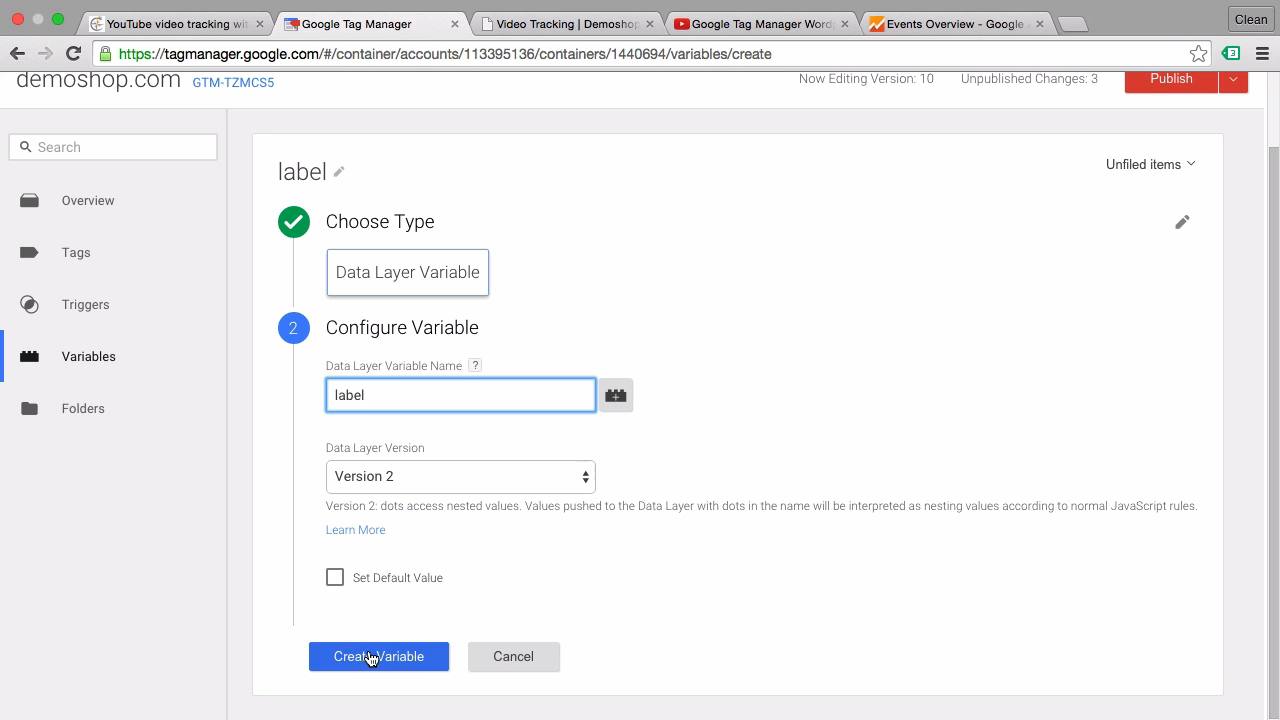 YouTube video tracking wit
Google Tag Manager
Video Tracking | Demoshop
Google Tag Manager Word
Events Overview - Google A
Clean
https://tagmanager.google.com/#/container/accounts/113395136/containers/1440694/variables/create
3
demoshop.com GTM-TZMCS5
Now Editing Version: 10
Unpublished Changes: 3
Publish
Search
Overview
Tags
Triggers
Variables
Folders
label
Unfiled items
Choose Type
Data Layer Variable
2
Configure Variable
Data Layer Variable Name ?
label
Data Layer Version
Version 2
Version 2: dots access nested values. Values pushed to the Data Layer with dots in the name will be interpreted as nesting values according to normal JavaScript rules.
Learn More
Set Default Value
Create Variable
Cancel